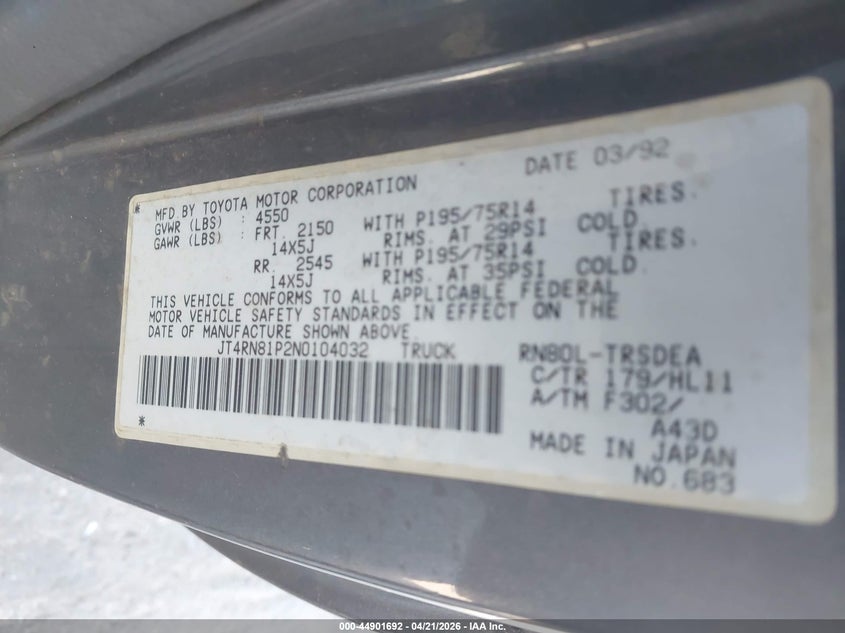 DATE 03/92
* MFD BY TOYOTA MOTOR CORPORATION
GVWR (LBS) : 4550
GAWR (LBS) : FRT. 2150 WITH P195/75R14 TIRES.
14X5J RIMS. AT 29PSI COLD.
RR. 2545 WITH P195/75R14 TIRES.
14X5J RIMS. AT 35PSI COLD.
THIS VEHICLE CONFORMS TO ALL APPLICABLE FEDERAL
MOTOR VEHICLE SAFETY STANDARDS IN EFFECT ON THE
DATE OF MANUFACTURE SHOWN ABOVE.
JT4RN81P2N0104032 TRUCK RN80L-TRSDEA
C/TR 179/HL11
A/TM F302/
* A43D
MADE IN JAPAN
NO.683
000-44901692 - 04/21/2026 - IAA Inc.